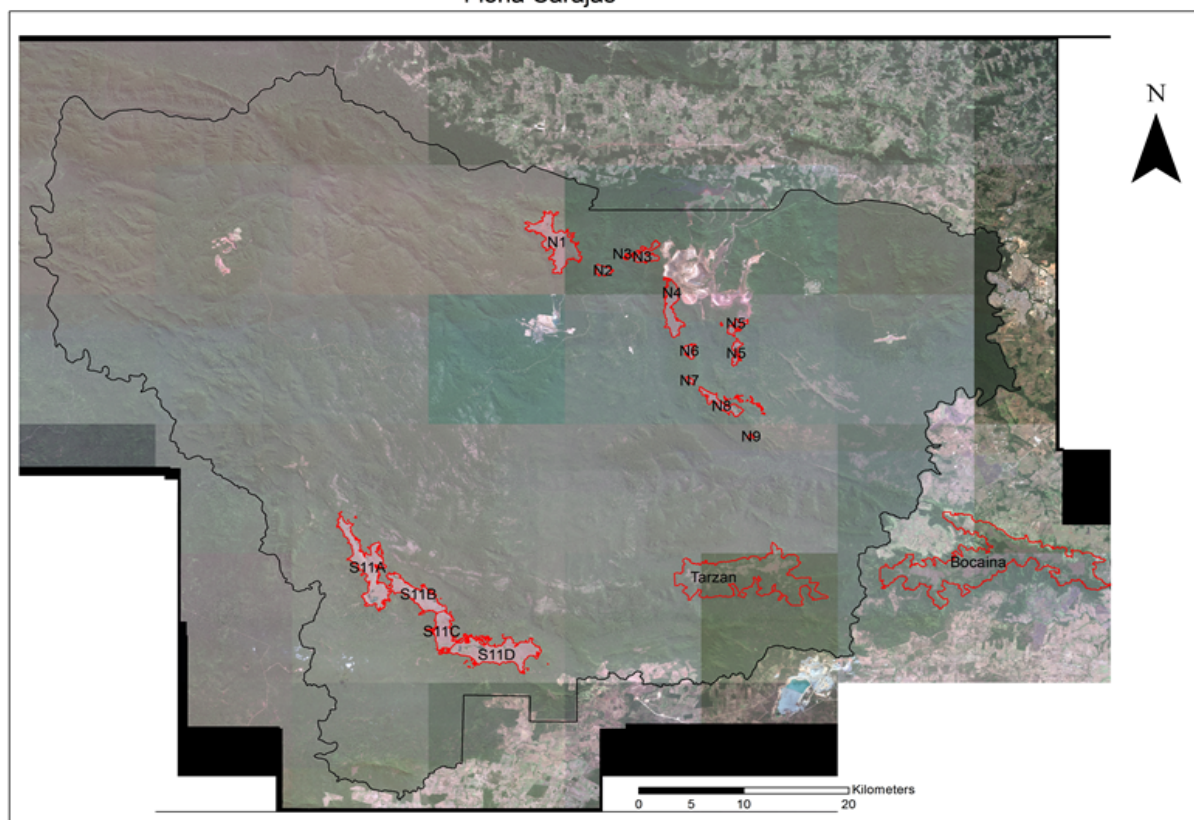 N
N1
N3
N3
N2
N4
N5
N6
N5
N7
N8
N9
S11A
S11B
S11C
S11D
Tarzan
Bocaina
Kilometers
0 5 10 20